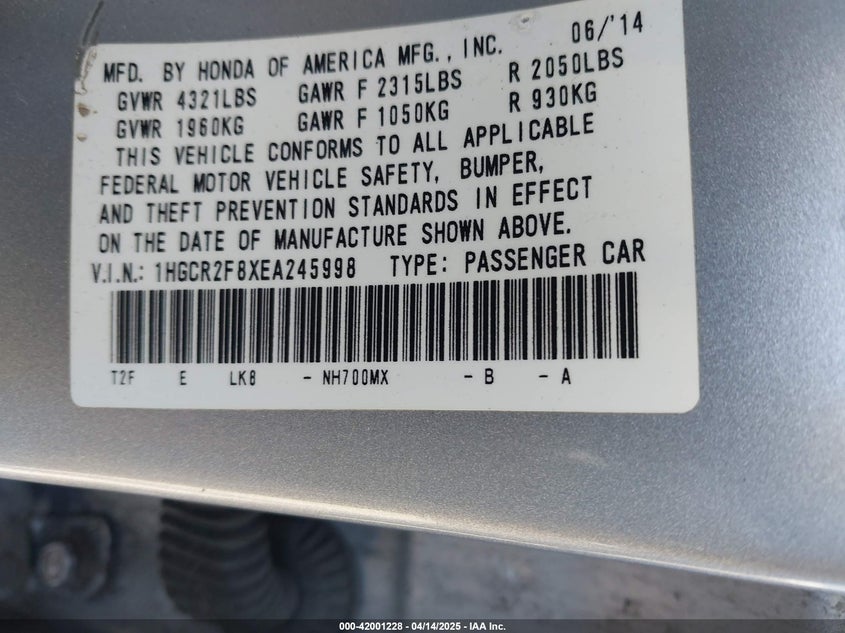 MFD. BY HONDA OF AMERICA MFG., INC. 06/'14
GVWR 4321LBS GAWR F 2315LBS R 2050LBS
GVWR 1960KG GAWR F 1050KG R 930KG
THIS VEHICLE CONFORMS TO ALL APPLICABLE
FEDERAL MOTOR VEHICLE SAFETY, BUMPER,
AND THEFT PREVENTION STANDARDS IN EFFECT
ON THE DATE OF MANUFACTURE SHOWN ABOVE.
V.I.N.: 1HGCR2F8XEA245998 TYPE: PASSENGER CAR
T2F E LK8 - NH700MX - B - A
000-42001228 - 04/14/2025 - IAA Inc.